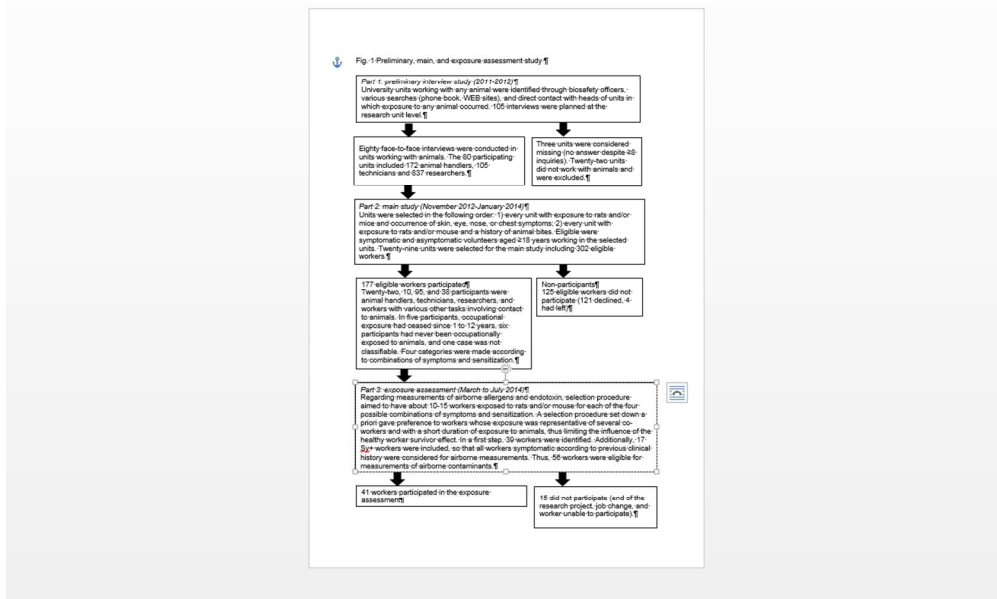 Fig. 1 Preliminary, main, and exposure assessment study¶
Part 1: preliminary interview study (2011-2012)¶
University units working with any animal were identified through biosafety officers,
various searches (phone book, WEB sites), and direct contact with heads of units in
which exposure to any animal occurred. 105 interviews were planned at the
research unit level.¶
Eighty face-to-face interviews were conducted in
units working with animals. The 80 participating
units included 172 animal handlers, 105
technicians and 837 researchers.¶
Three units were considered
missing (no answer despite ≥8
inquiries). Twenty-two units
did not work with animals and
were excluded.¶
Part 2: main study (November 2012-January 2014)¶
Units were selected in the following order: 1) every unit with exposure to rats and/or
mice and occurrence of skin, eye, nose, or chest symptoms; 2) every unit with
exposure to rats and/or mouse and a history of animal bites. Eligible were
symptomatic and asymptomatic volunteers aged ≥18 years working in the selected
units. Twenty-nine units were selected for the main study including 302 eligible
workers.¶
177 eligible workers participated¶
Twenty-two, 10, 95, and 38 participants were
animal handlers, technicians, researchers, and
workers with various other tasks involving contact
to animals. In five participants, occupational
exposure had ceased since 1 to 12 years, six
participants had never been occupationally
exposed to animals, and one case was not
classifiable. Four categories were made according
to combinations of symptoms and sensitization.¶
Non-participants¶
125 eligible workers did not
participate (121 declined, 4
had left)¶
Part 3: exposure assessment (March to July 2014)¶
Regarding measurements of airborne allergens and endotoxin, selection procedure
aimed to have about 10-15 workers exposed to rats and/or mouse for each of the four
possible combinations of symptoms and sensitization. A selection procedure set down a
priori gave preference to workers whose exposure was representative of several co-
workers and with a short duration of exposure to animals, thus limiting the influence of the
healthy worker survivor effect. In a first step, 39 workers were identified. Additionally, 17
Sy+ workers were included, so that all workers symptomatic according to previous clinical
history were considered for airborne measurements. Thus, 56 workers were eligible for
measurements of airborne contaminants.¶
41 workers participated in the exposure
assessment¶
15 did not participate (end of the
research project, job change, and
worker unable to participate).¶